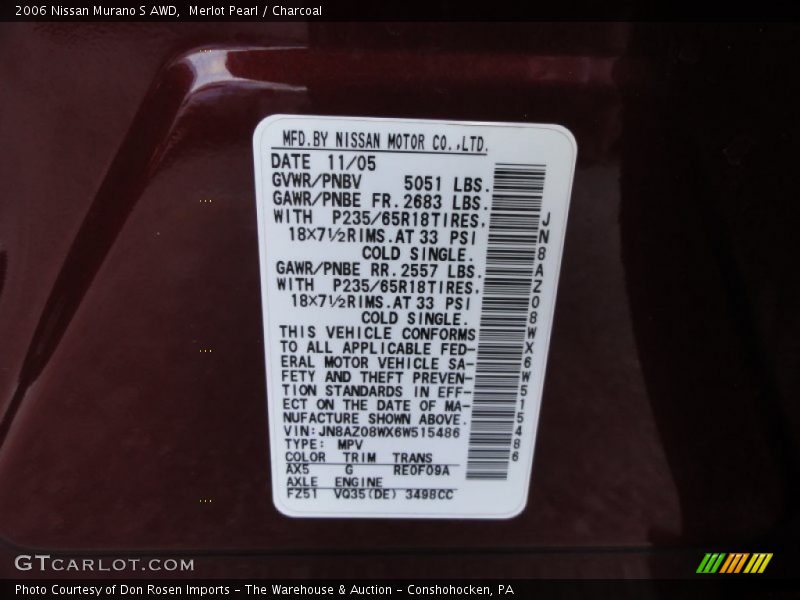 2006 Nissan Murano S AWD,  Merlot Pearl / Charcoal
MFD.BY NISSAN MOTOR CO.,LTD.
DATE 11/05
GVWR/PNBV 5051 LBS.
GAWR/PNBE FR.2683 LBS.
WITH P235/65R18TIRES,
18×7½RIMS.AT 33 PSI
COLD SINGLE.
GAWR/PNBE RR.2557 LBS.
WITH P235/65R18TIRES,
18×7½RIMS.AT 33 PSI
COLD SINGLE.
THIS VEHICLE CONFORMS
TO ALL APPLICABLE FED-
ERAL MOTOR VEHICLE SA-
FETY AND THEFT PREVEN-
TION STANDARDS IN EFF-
ECT ON THE DATE OF MA-
NUFACTURE SHOWN ABOVE.
VIN:JN8AZ08WX6W515486
TYPE: MPV
COLOR TRIM TRANS
AX5 G RE0F09A
AXLE ENGINE
FZ51 VQ35(DE) 3498CC
JN8AZ08WX6W515486
GTCARLOT.COM
Photo Courtesy of Don Rosen Imports - The Warehouse & Auction - Conshohocken, PA